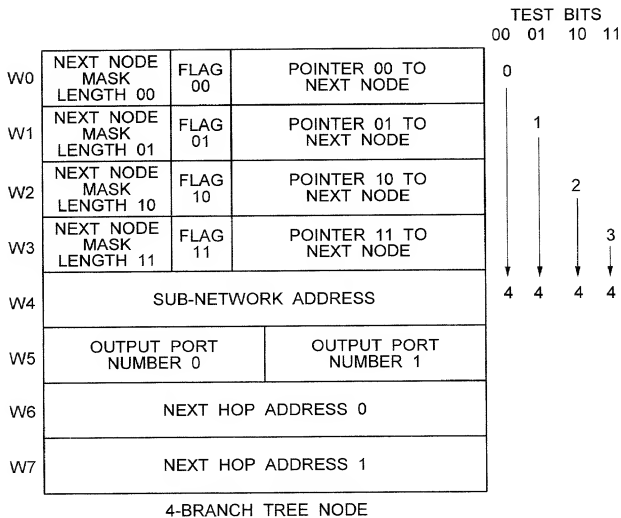 TEST BITS
00 01 10 11
W0
NEXT NODE
MASK
LENGTH 00
FLAG
00
POINTER 00 TO
NEXT NODE
0
W1
NEXT NODE
MASK
LENGTH 01
FLAG
01
POINTER 01 TO
NEXT NODE
1
W2
NEXT NODE
MASK
LENGTH 10
FLAG
10
POINTER 10 TO
NEXT NODE
2
W3
NEXT NODE
MASK
LENGTH 11
FLAG
11
POINTER 11 TO
NEXT NODE
3
W4
SUB-NETWORK ADDRESS
4 4 4 4
W5
OUTPUT PORT
NUMBER 0
OUTPUT PORT
NUMBER 1
W6
NEXT HOP ADDRESS 0
W7
NEXT HOP ADDRESS 1
4-BRANCH TREE NODE